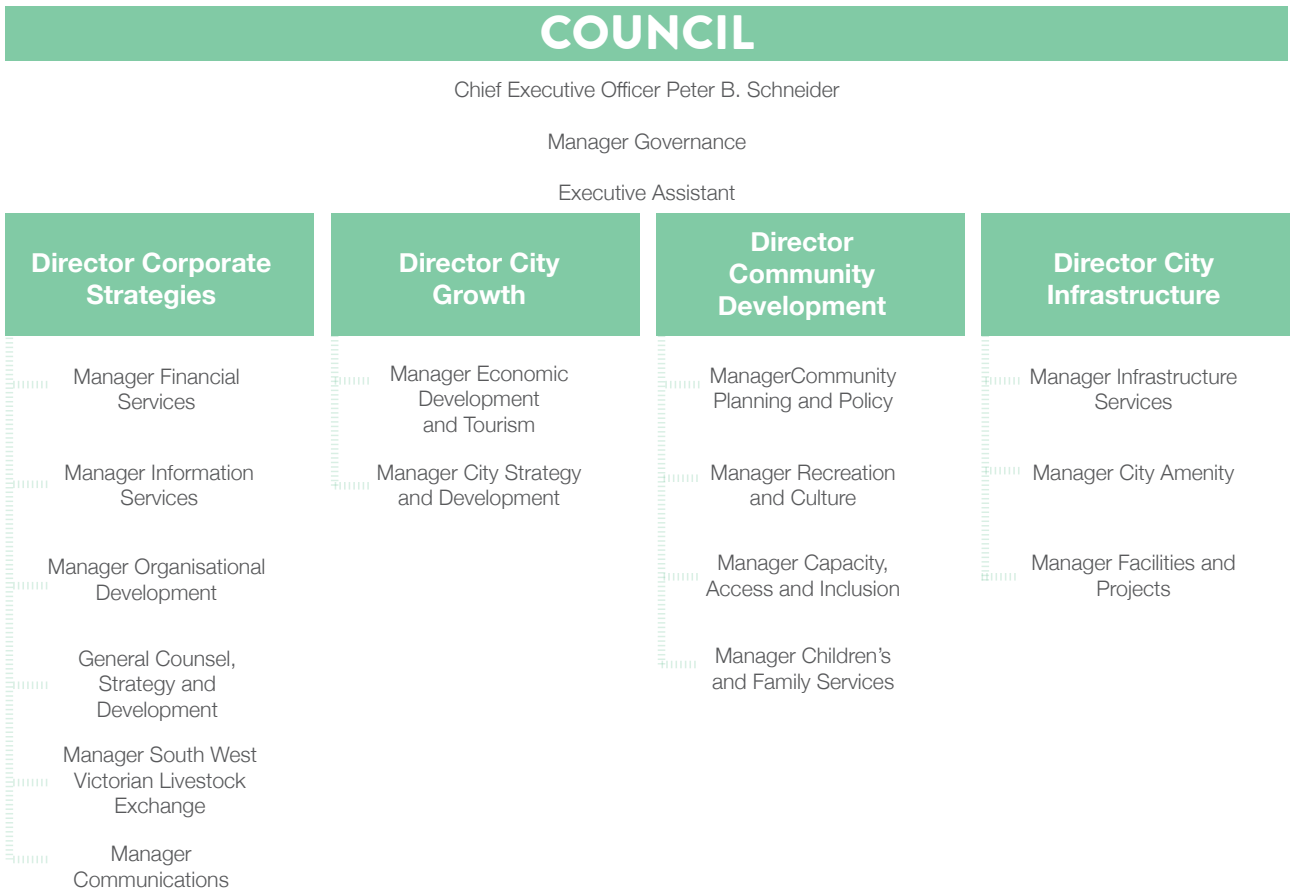 COUNCIL
Chief Executive Officer Peter B. Schneider
Manager Governance
Executive Assistant
Director Corporate
Strategies
Manager Financial
Services
Manager Information
Services
Manager Organisational
Development
General Counsel,
Strategy and
Development
Manager South West
Victorian Livestock
Exchange
Manager
Communications
Director City
Growth
Manager Economic
Development
and Tourism
Manager City Strategy
and Development
Director
Community
Development
ManagerCommunity
Planning and Policy
Manager Recreation
and Culture
Manager Capacity,
Access and Inclusion
Manager Children’s
and Family Services
Director City
Infrastructure
Manager Infrastructure
Services
Manager City Amenity
Manager Facilities and
Projects